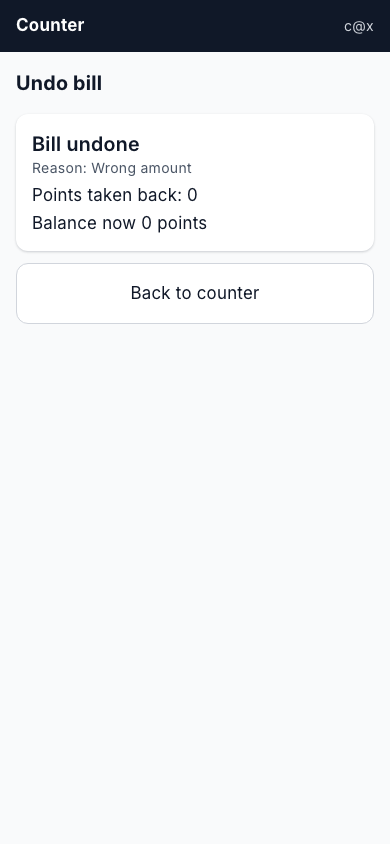 Counter
c@x
Undo bill
Bill undone
Reason: Wrong amount
Points taken back: 0
Balance now 0 points
Back to counter